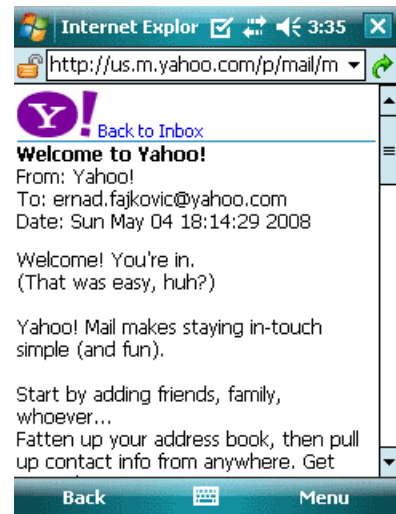 Internet Explor 3:35
http://us.m.yahoo.com/p/mail/m
Y! Back to Inbox
Welcome to Yahoo!
From: Yahoo!
To: ernad.fajkovic@yahoo.com
Date: Sun May 04 18:14:29 2008
Welcome! You're in.
(That was easy, huh?)
Yahoo! Mail makes staying in-touch
simple (and fun).
Start by adding friends, family,
whoever...
Fatten up your address book, then pull
up contact info from anywhere. Get
Back Menu